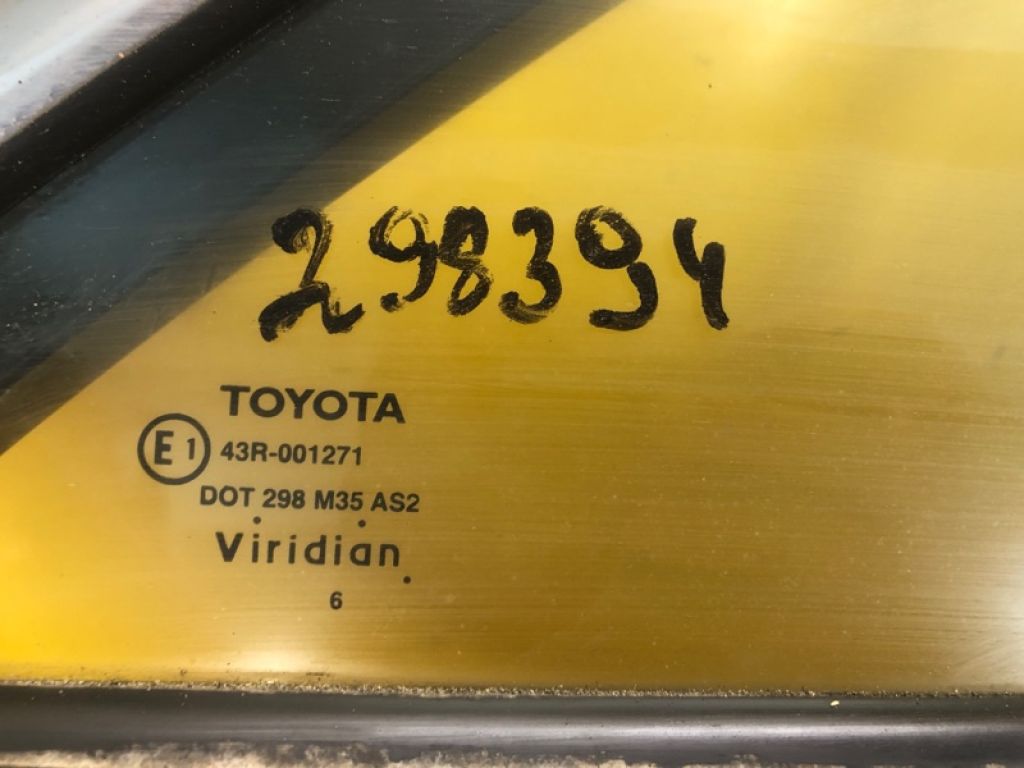 298394
TOYOTA
E1 43R-001271
DOT 298 M35 AS2
Viridian
6